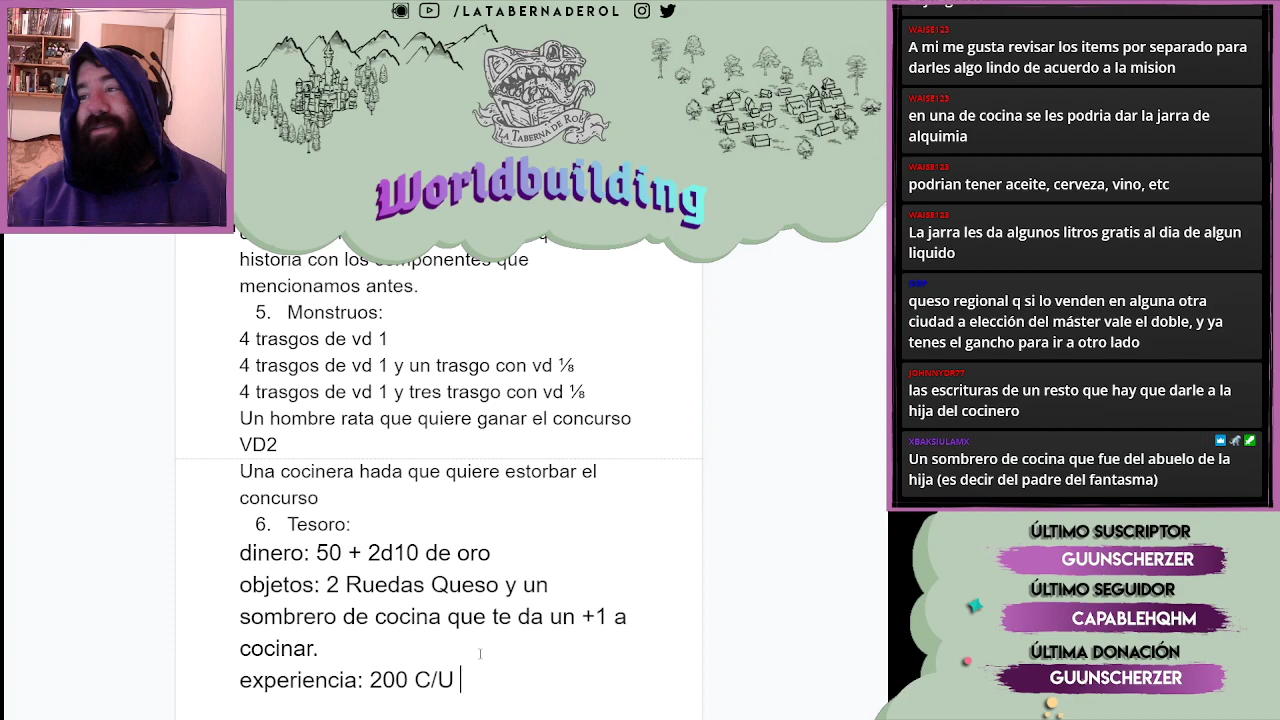 /LATABERNADEROL
LA TABERNA DE ROL
Worldbuilding
historia con los componentes que
mencionamos antes.
5. Monstruos:
4 trasgos de vd 1
4 trasgos de vd 1 y un trasgo con vd ⅛
4 trasgos de vd 1 y tres trasgo con vd ⅛
Un hombre rata que quiere ganar el concurso
VD2
Una cocinera hada que quiere estorbar el
concurso
6. Tesoro:
dinero: 50 + 2d10 de oro
objetos: 2 Ruedas Queso y un
sombrero de cocina que te da un +1 a
cocinar.
experiencia: 200 C/U
WAISE123
A mi me gusta revisar los items por separado para
darles algo lindo de acuerdo a la mision
WAISE123
en una de cocina se les podria dar la jarra de
alquimia
WAISE123
podrian tener aceite, cerveza, vino, etc
WAISE123
La jarra les da algunos litros gratis al dia de algun
liquido
queso regional q si lo venden en alguna otra
ciudad a elección del máster vale el doble, y ya
tenes el gancho para ir a otro lado
JOHNNYDR77
las escrituras de un resto que hay que darle a la
hija del cocinero
XBAKSIULAMX
Un sombrero de cocina que fue del abuelo de la
hija (es decir del padre del fantasma)
ÚLTIMO SUSCRIPTOR
GUUNSCHERZER
ÚLTIMO SEGUIDOR
CAPABLEHQHM
ÚLTIMA DONACIÓN
GUUNSCHERZER